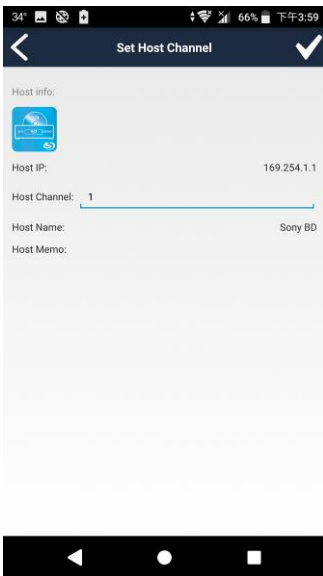 34° 66% 下午3:59
Set Host Channel
Host info:
Host IP: 169.254.1.1
Host Channel: 1
Host Name: Sony BD
Host Memo: